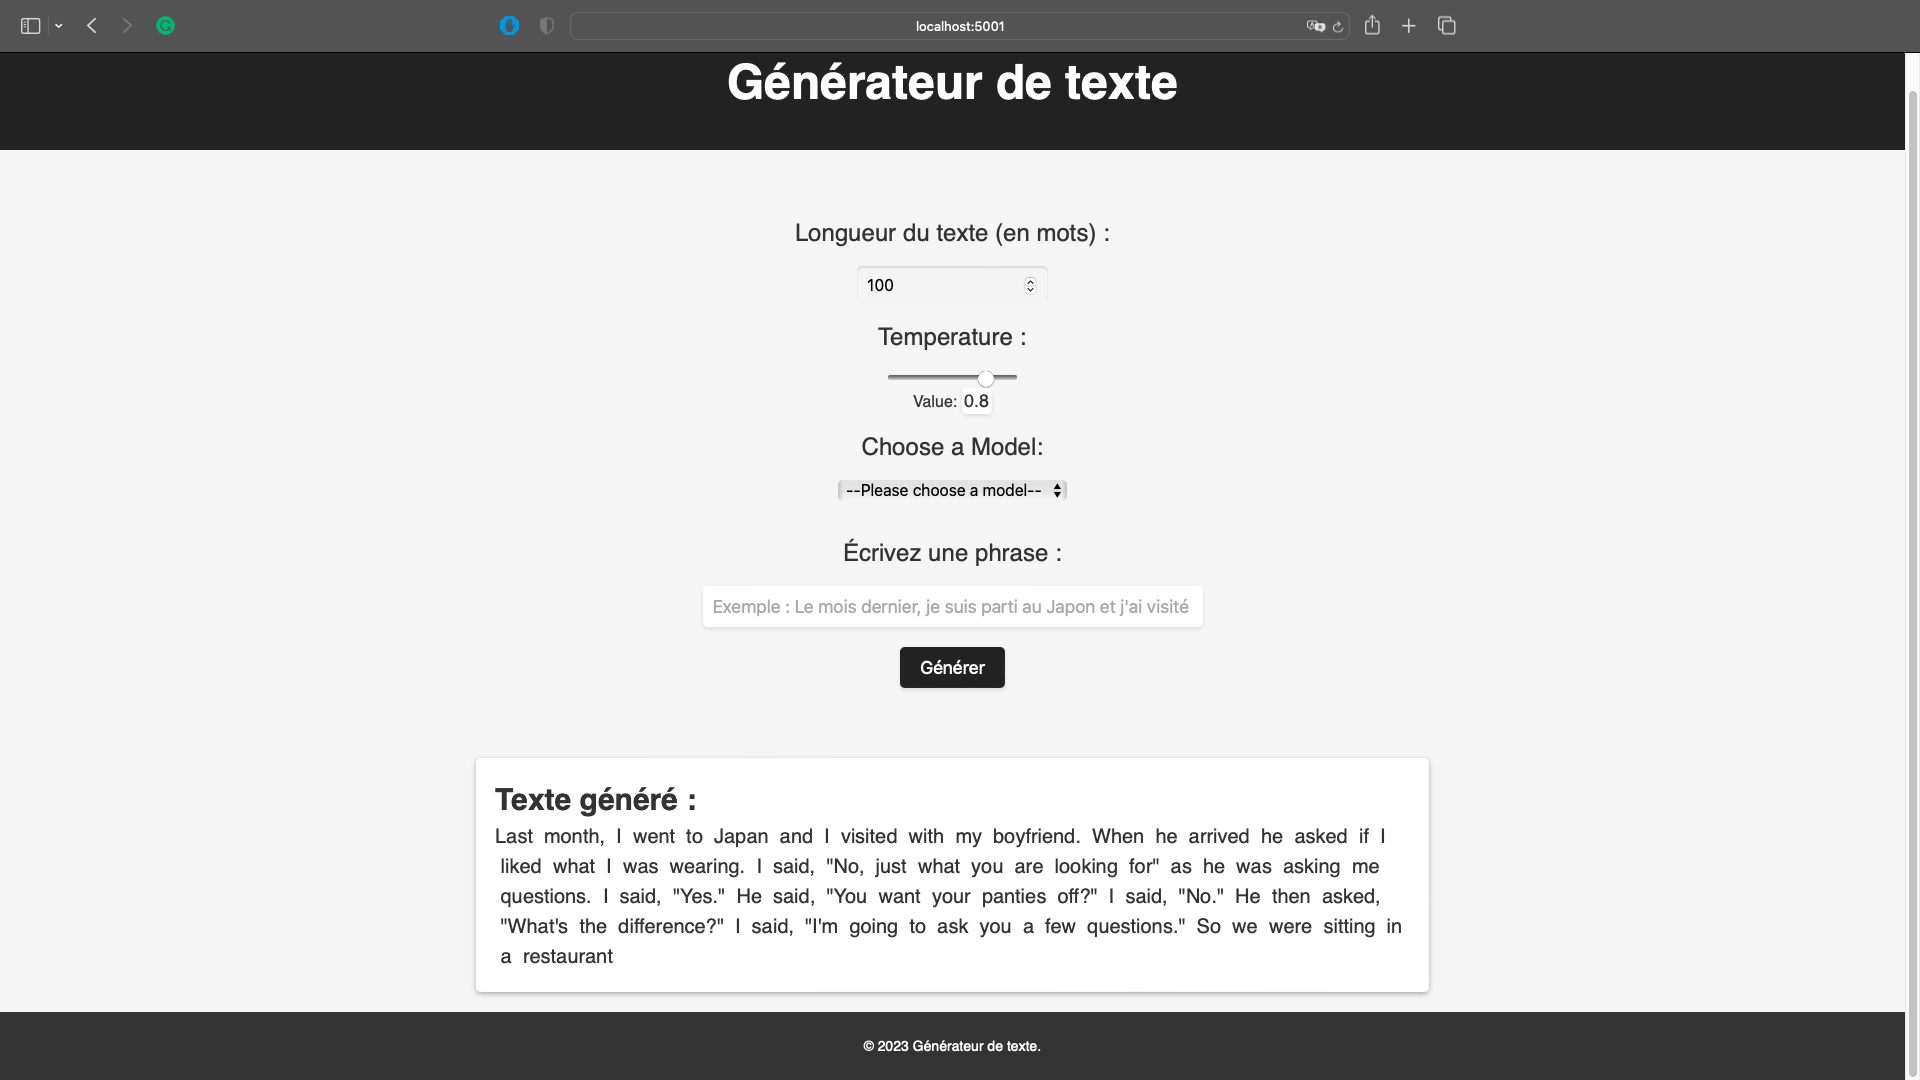 localhost:5001
Générateur de texte
Longueur du texte (en mots) :
100
Temperature :
Value: 0.8
Choose a Model:
--Please choose a model--
Écrivez une phrase :
Exemple : Le mois dernier, je suis parti au Japon et j'ai visité
Générer
Texte généré :
Last month, I went to Japan and I visited with my boyfriend. When he arrived he asked if I
liked what I was wearing. I said, "No, just what you are looking for" as he was asking me
questions. I said, "Yes." He said, "You want your panties off?" I said, "No." He then asked,
"What's the difference?" I said, "I'm going to ask you a few questions." So we were sitting in
a restaurant
© 2023 Générateur de texte.